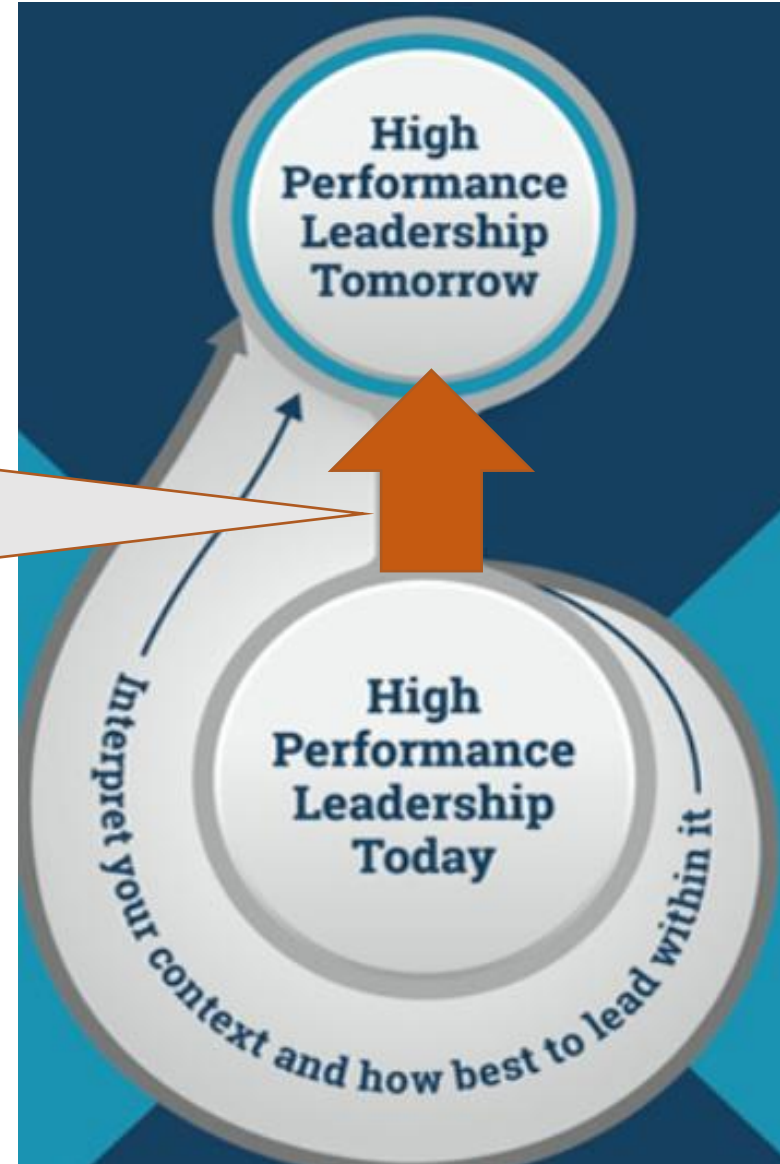 High
Performance
Leadership
Tomorrow
High
Performance
Leadership
Today
Interpret your context and how best to lead within it